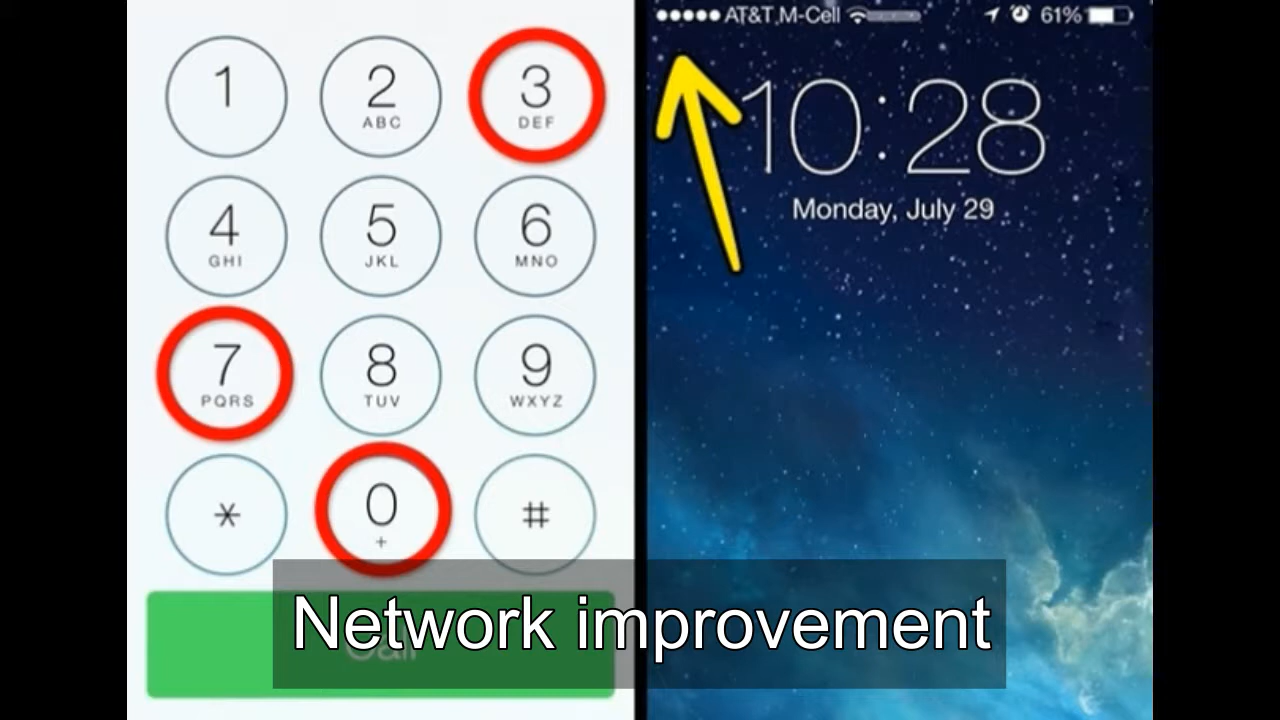 1
2
ABC
3
DEF
4
GHI
5
JKL
6
MNO
7
PQRS
8
TUV
9
WXYZ
*
0
+
#
Call
AT&T M-Cell
61%
10:28
Monday, July 29
Network improvement